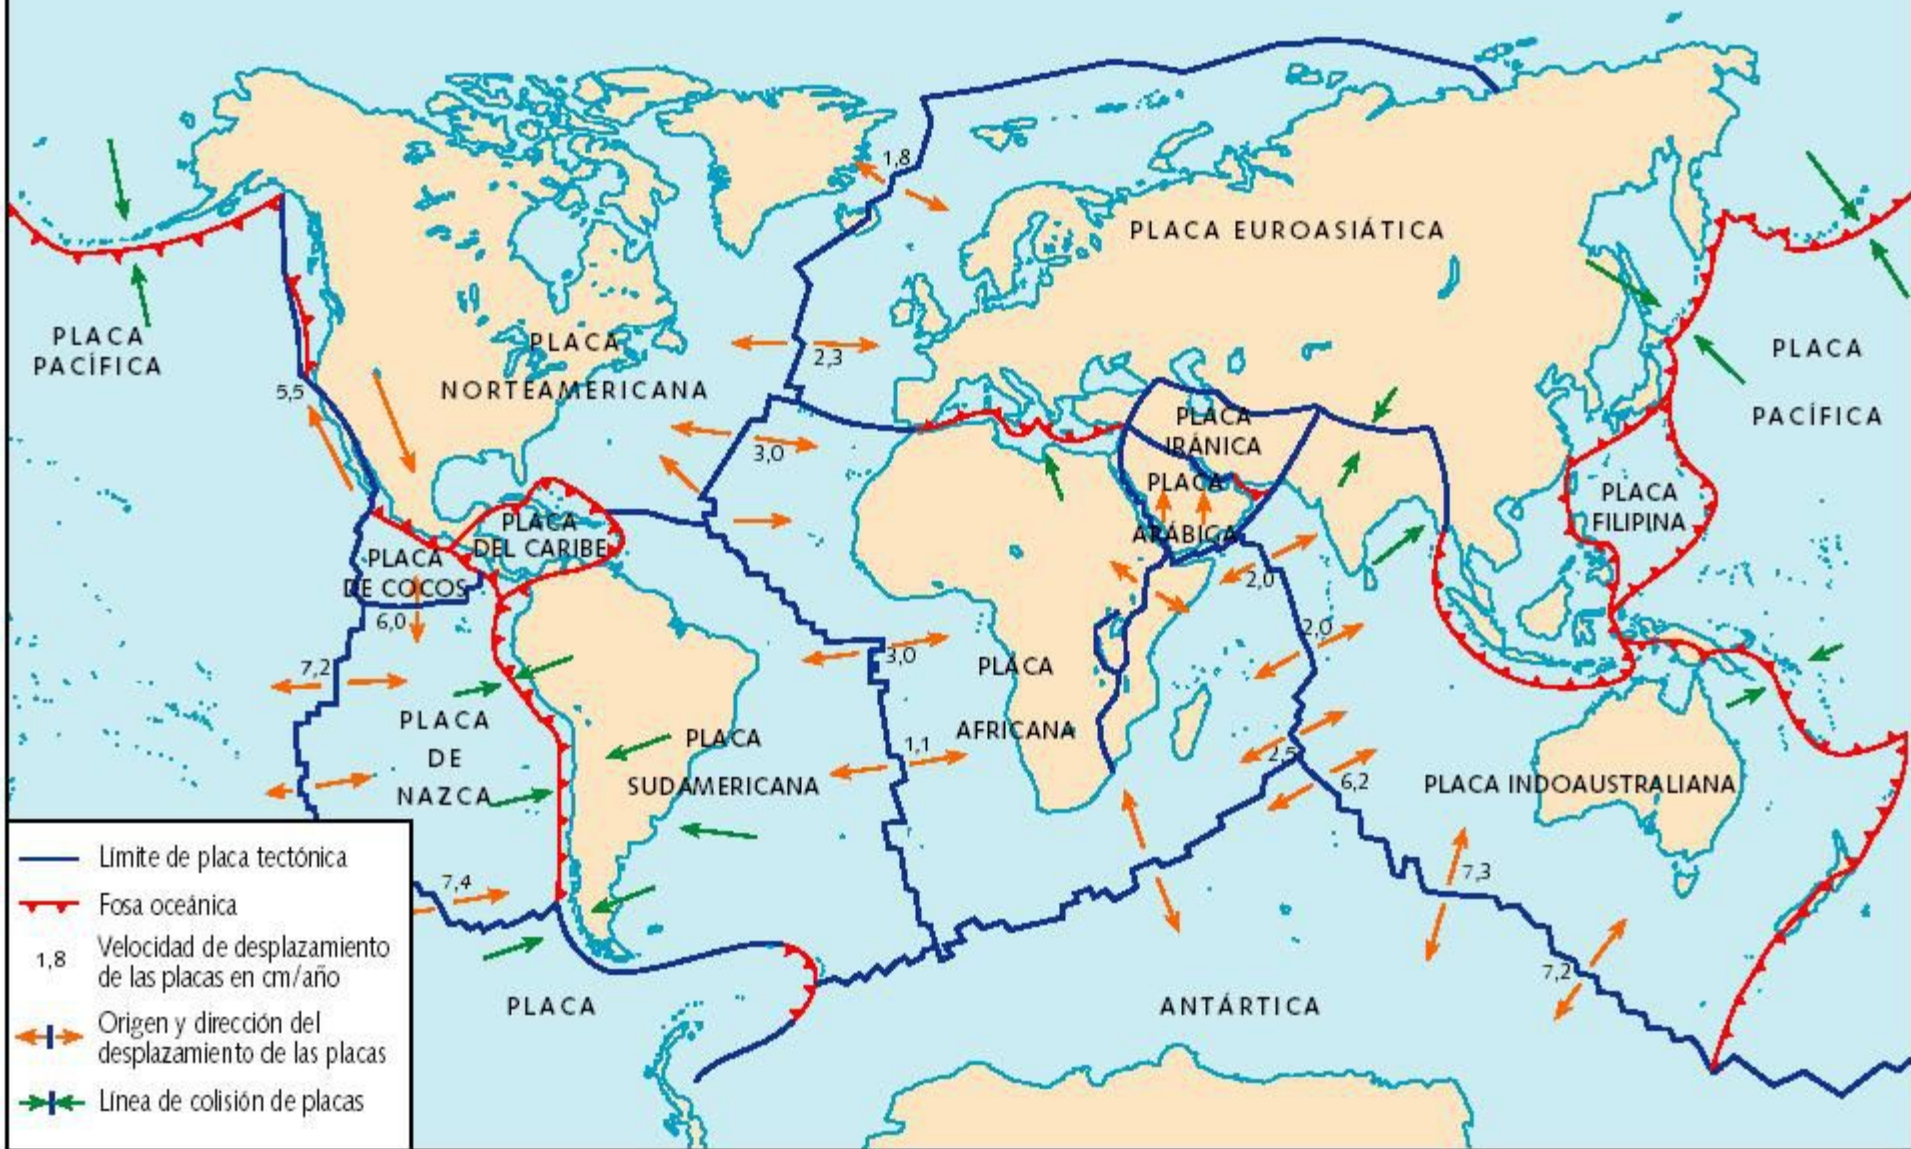 1,8
PLACA EUROASIÁTICA
PLACA
PACÍFICA
PLACA
NORTEAMERICANA
2,3
5,5
3,0
PLACA
IRÁNICA
PLACA
ARÁBIGA
PLACA
PACÍFICA
PLACA
FILIPINA
PLACA
DEL CARIBE
PLACA
DE COCOS
6,0
7,2
2,0
2,0
3,0
PLACA
AFRICANA
PLACA
DE
NAZCA
PLACA
SUDAMERICANA
1,1
2,5
6,2
PLACA INDOAUSTRALIANA
7,4
7,3
7,2
PLACA
ANTÁRTICA
Límite de placa tectónica
Fosa oceánica
1,8
Velocidad de desplazamiento
de las placas en cm/año
Origen y dirección del
desplazamiento de las placas
Línea de colisión de placas